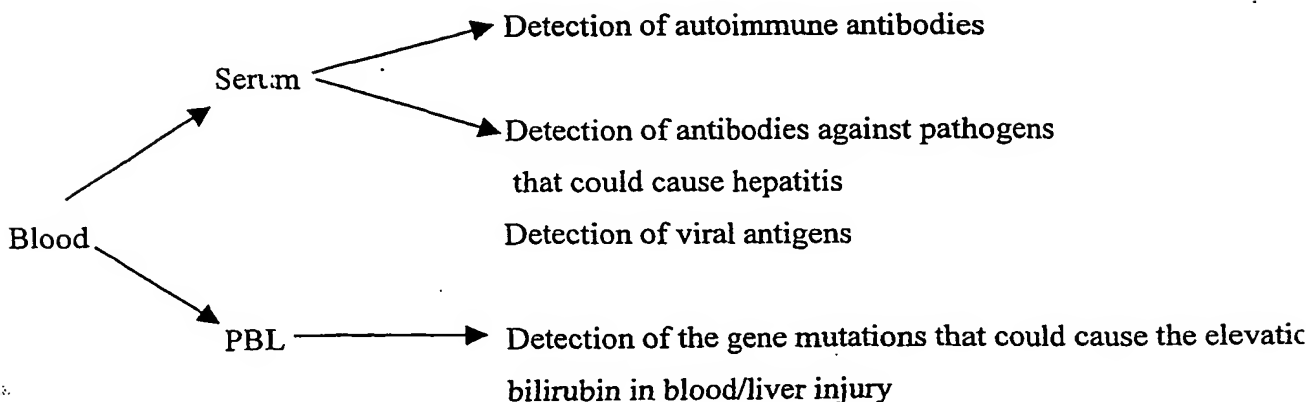 Detection of autoimmune antibodies
Serum
Detection of antibodies against pathogens
that could cause hepatitis
Blood
Detection of viral antigens
PBL
Detection of the gene mutations that could cause the elevatic
bilirubin in blood/liver injury